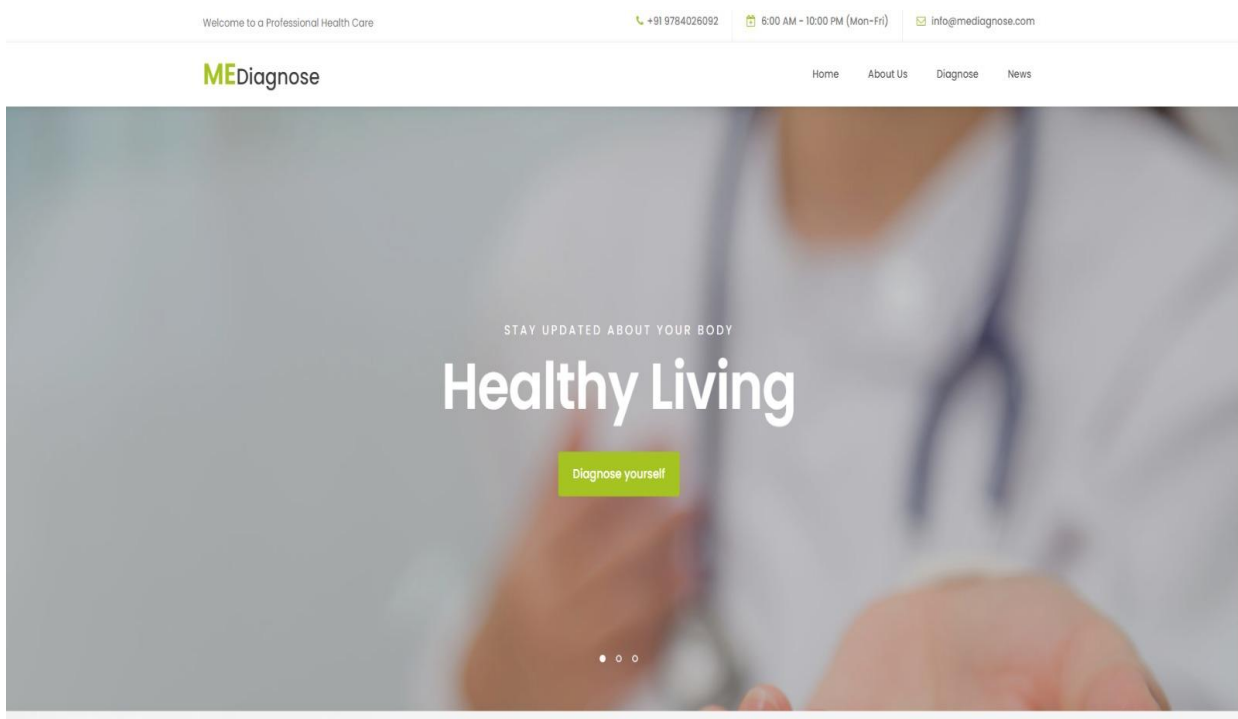 Welcome to a Professional Health Care
+91 9784026092
6:00 AM - 10:00 PM (Mon-Fri)
info@mediagnose.com
MEDiagnose
Home About Us Diagnose News
STAY UPDATED ABOUT YOUR BODY
Healthy Living
Diagnose yourself